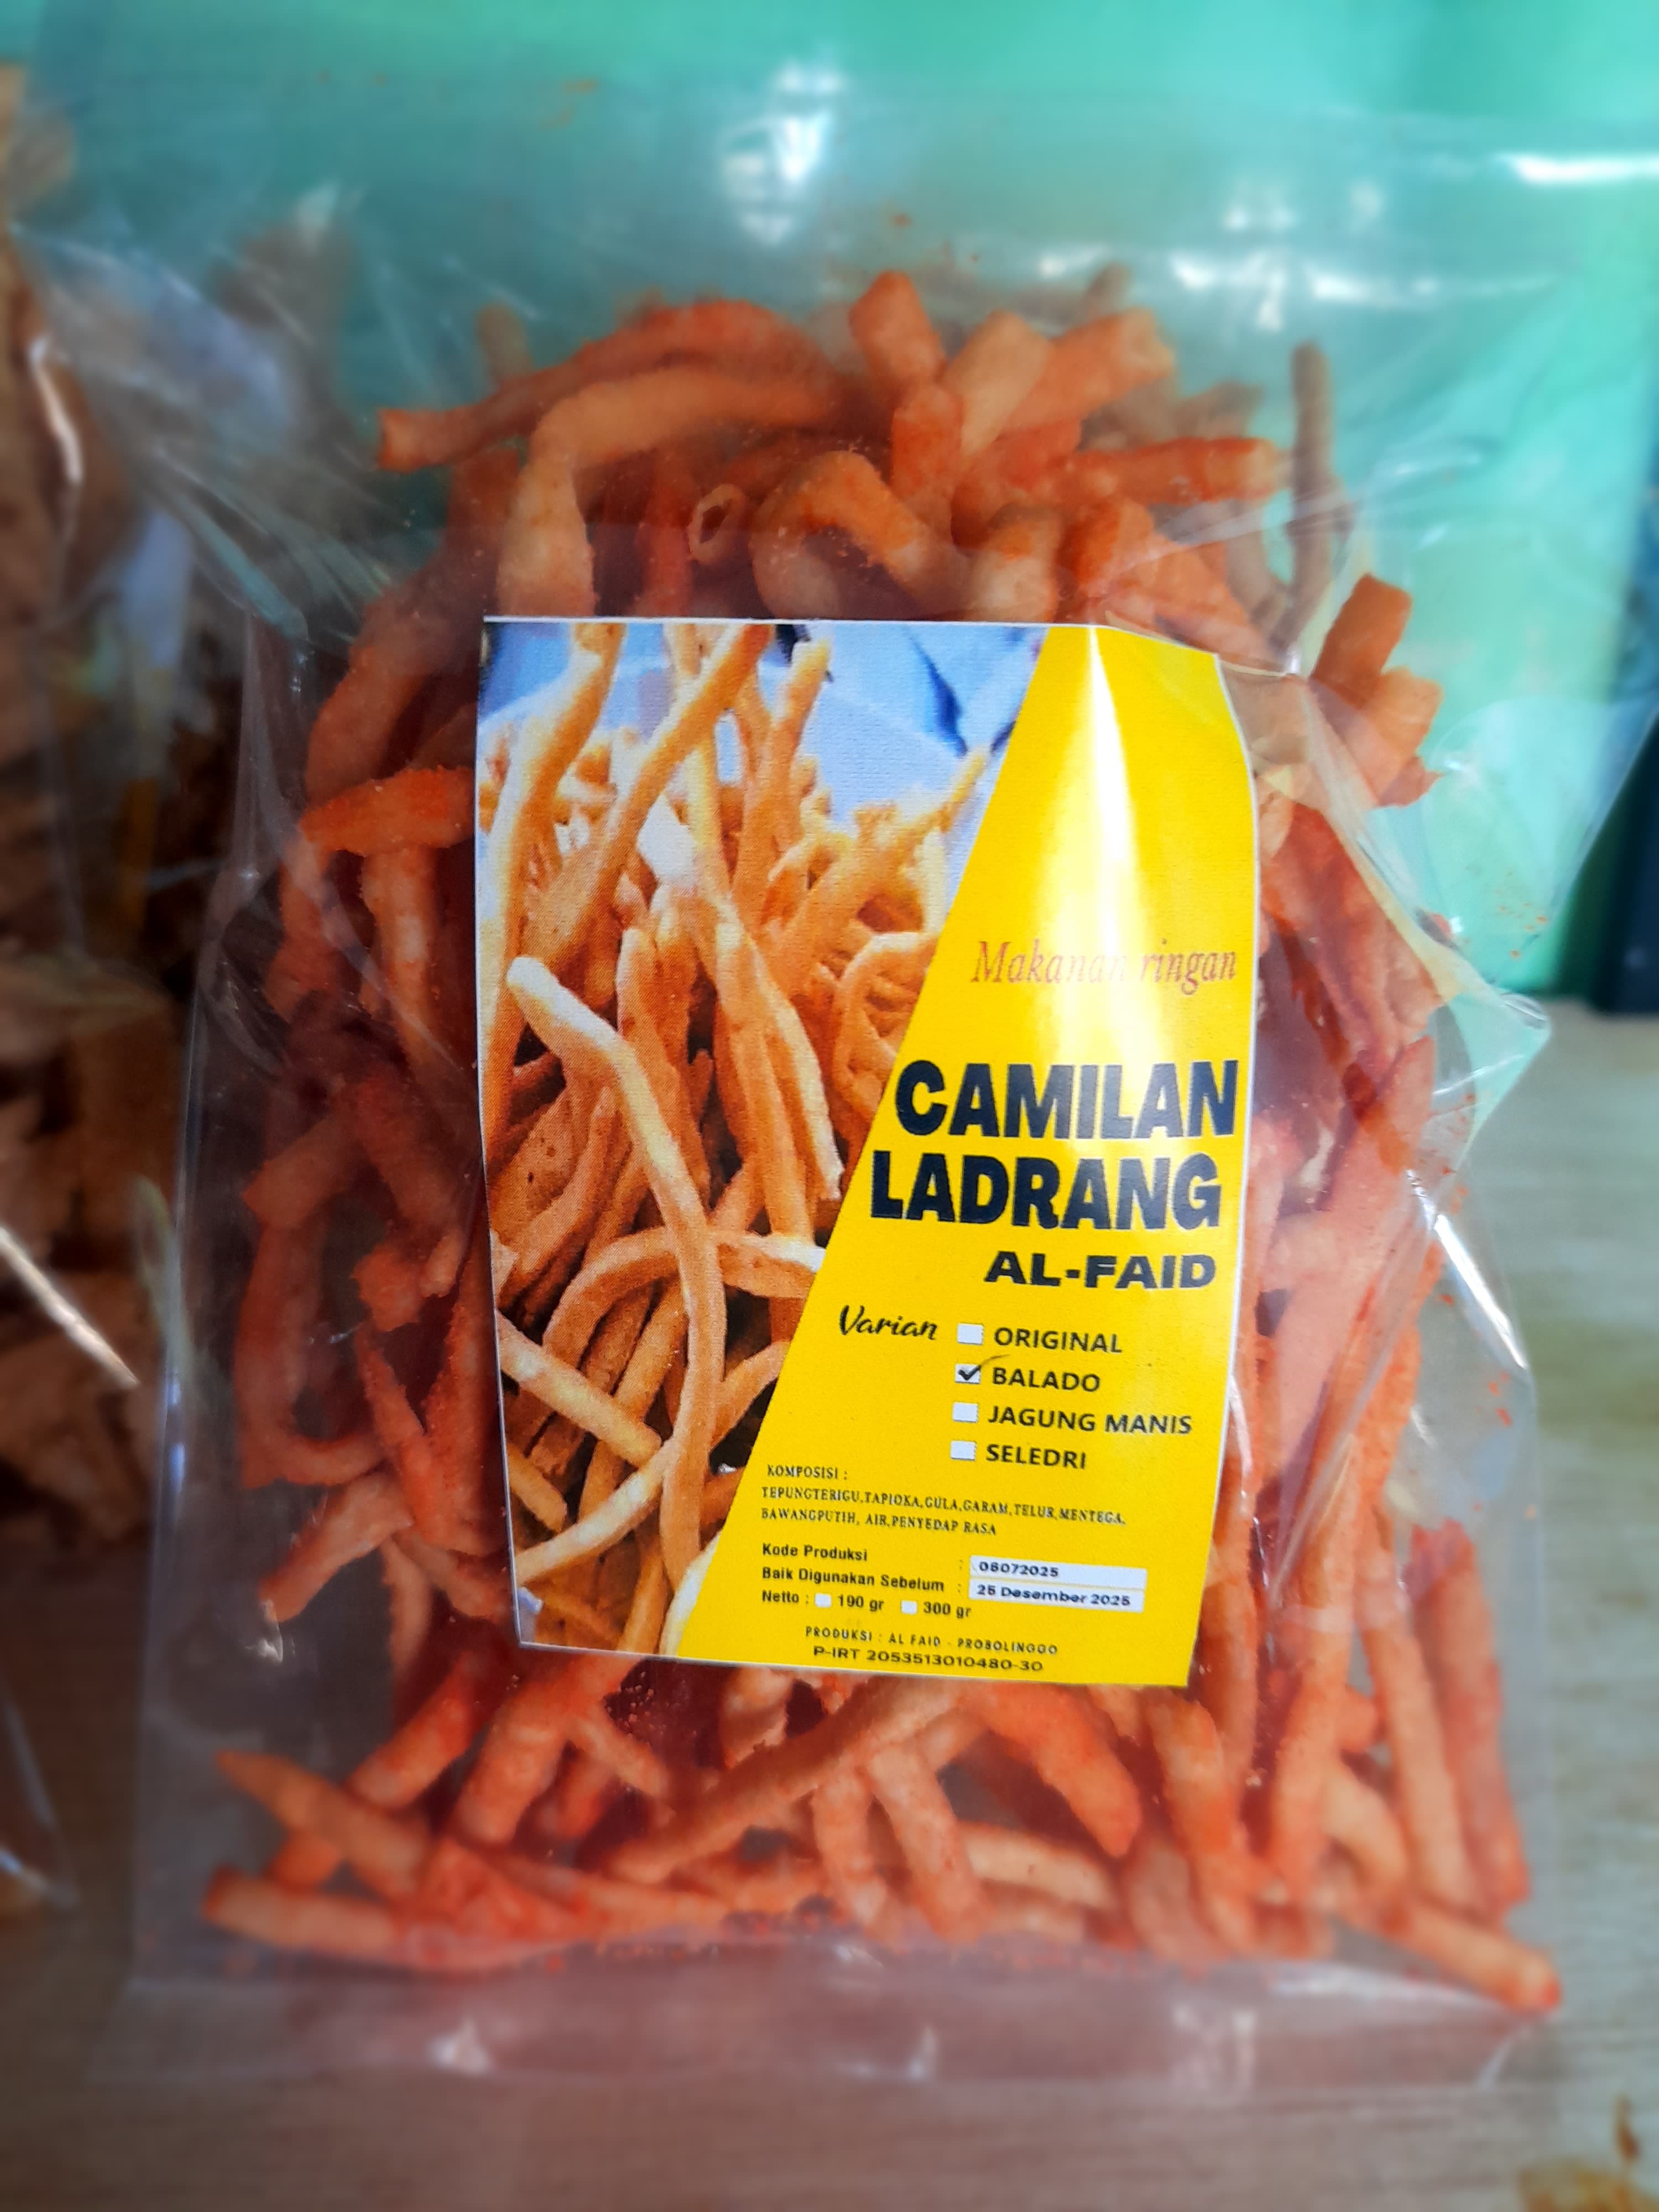 Makanan ringan
CAMILAN
LADRANG
AL-FAID
Varian
ORIGINAL
BALADO
JAGUNG MANIS
SELEDRI
KOMPOSISI :
TEPUNGTERIGU,TAPIOKA,GULA,GARAM,TELUR,MENTEGA,
BAWANGPUTIH, AIR,PENYEDAP RASA
Kode Produksi : 06072025
Baik Digunakan Sebelum : 25 Desember 2025
Netto : 190 gr 300 gr
PRODUKSI : AL FAID - PROBOLINGGO
P-IRT 2053513010480-30